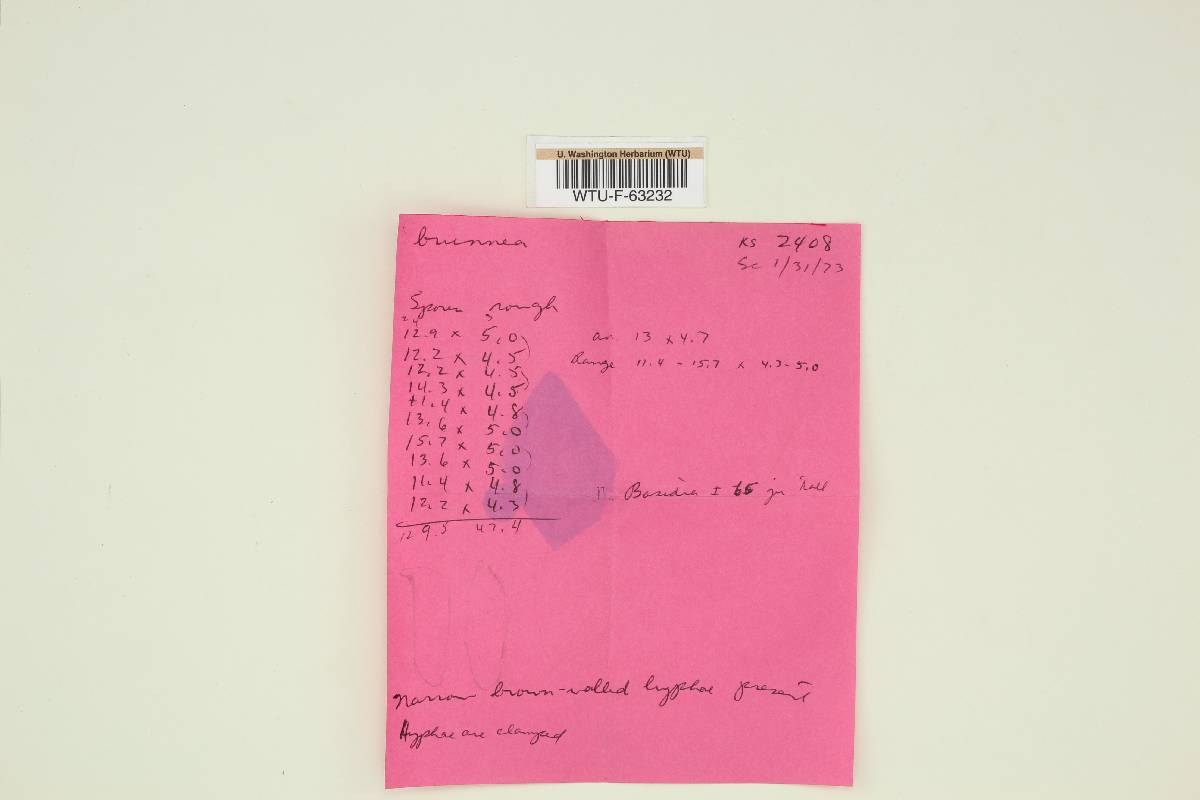 U. Washington Herbarium (WTU)
WTU-F-63232
brunnea
KS 2408
Sc 1/31/73
Spores rough
24 5
12.9 x 5.0
12.2 x 4.5
12.2 x 4.5
14.3 x 4.5
11.4 x 4.8
13.6 x 5.0
15.7 x 5.0
13.6 x 5.0
11.4 x 4.8
12.2 x 4.3
129.5 47.4
av. 13 x 4.7
Range 11.4 - 15.7 x 4.3-5.0
Basidia ± 65
Narrow brown-walled hyphae present
Hyphae are clamped